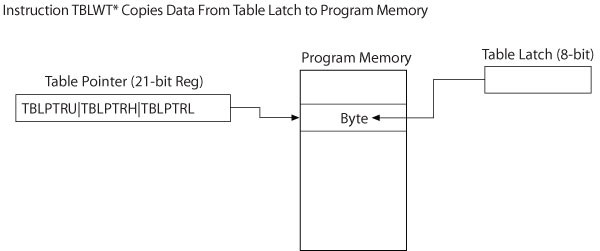 Instruction TBLWT* Copies Data From Table Latch to Program Memory
Program Memory
Table Latch (8-bit)
Table Pointer (21-bit Reg)
TBLPTRU|TBLPTRH|TBLPTRL
Byte